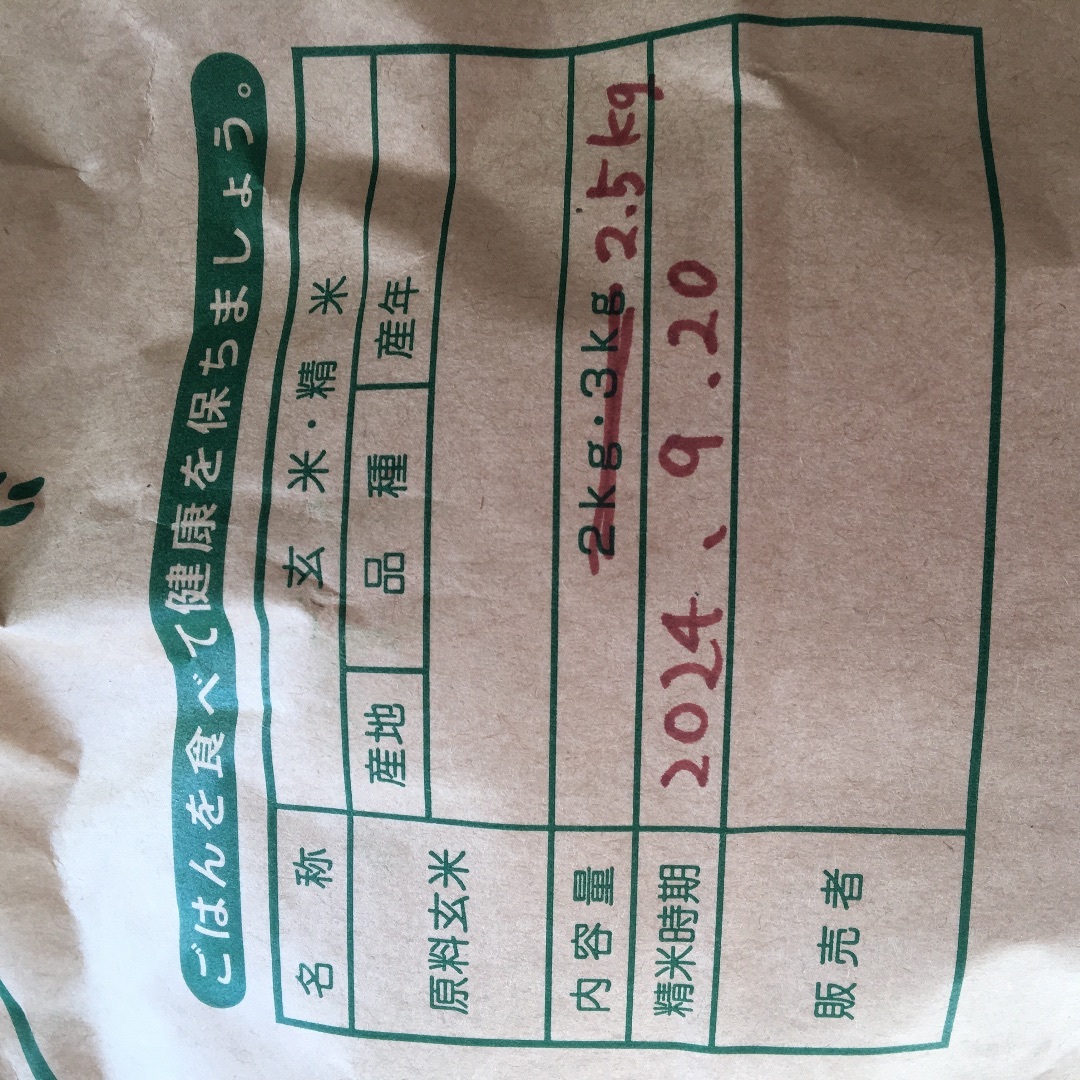 ごはんを食べて健康を保ちましょう。
名称 玄米・精米
原料玄米 産地 品種 産年
内容量 2kg・3kg 2.5kg
精米時期 2024、9.20
販売者